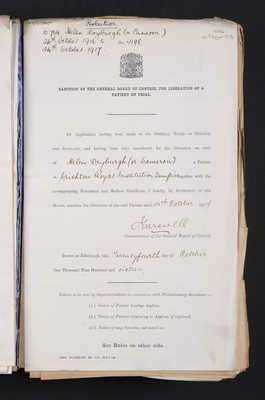 Probation
to p/o Helen Dryburgh (or Cameron)
24th October 1916 to
24th October 1917.
SANCTION BY THE GENERAL BOARD OF CONTROL FOR LIBERATION OF A
PATIENT ON TRIAL
An Application having been made to the General Board of Control
for Scotland, and having been fully considered, for the liberation on trial
of Helen Dryburgh (or Cameron) a Patient
in Crichton Royal Institution Dumfries together with the
accompanying Statement and Medical Certificate, I hereby, by Authority of the
Board, sanction the liberation of the said Patient until 24th October 1917
Commissioner of the General Board of Control.
Dated at Edinburgh, this Twentyfourth day of October
One Thousand Nine Hundred and sixteen
Notices to be sent by Superintendents in connection with Probationary Sanctions:—
(1.) Notice of Patient leaving Asylum.
(2.) Notice of Patient returning to Asylum, if replaced.
(3.) Notice of any Sanction not acted on.
See Rules on other side.